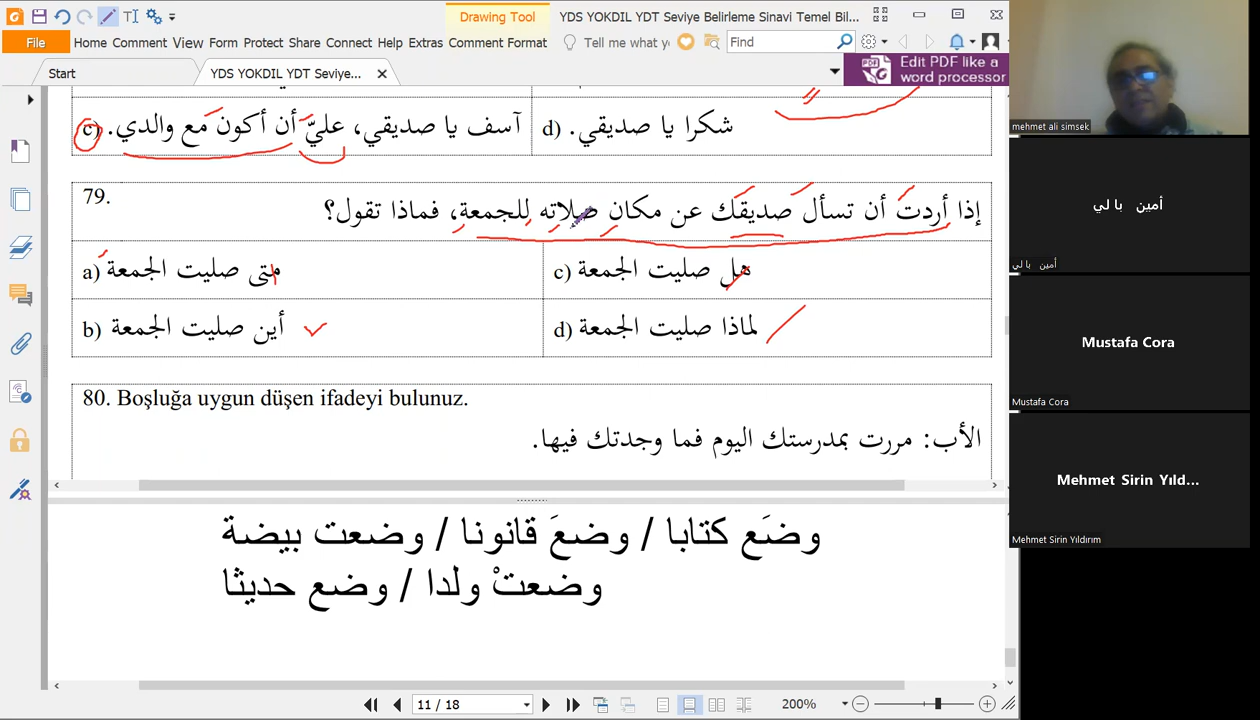 YDS YOKDIL YDT Seviye Belirleme Sinavi Temel Bil...
Drawing Tool
File Home Comment View Form Protect Share Connect Help Extras Comment Format
Tell me
Find
Start
YDS YOKDIL YDT Seviye...
Edit PDF like a
word processor
c) آسف يا صديقي، عليّ أن أكون مع والدي.
d) شكرا يا صديقي.
79.
إذا أردت أن تسأل صديقك عن مكان صلاته للجمعة، فماذا تقول؟
a) متى صليت الجمعة
c) هل صليت الجمعة
b) أين صليت الجمعة
d) لماذا صليت الجمعة
80. Boşluğa uygun düşen ifadeyi bulunuz.
الأب: مررت بمدرستك اليوم فما وجدتك فيها.
وضَع كتابا / وضعَ قانونا / وضعت بيضة
وضعتْ ولدا / وضع حديثا
11 / 18
200%
mehmet ali simsek
أمين بالي
أمين بالي
Mustafa Cora
Mustafa Cora
Mehmet Sirin Yıld...
Mehmet Sirin Yıldırım